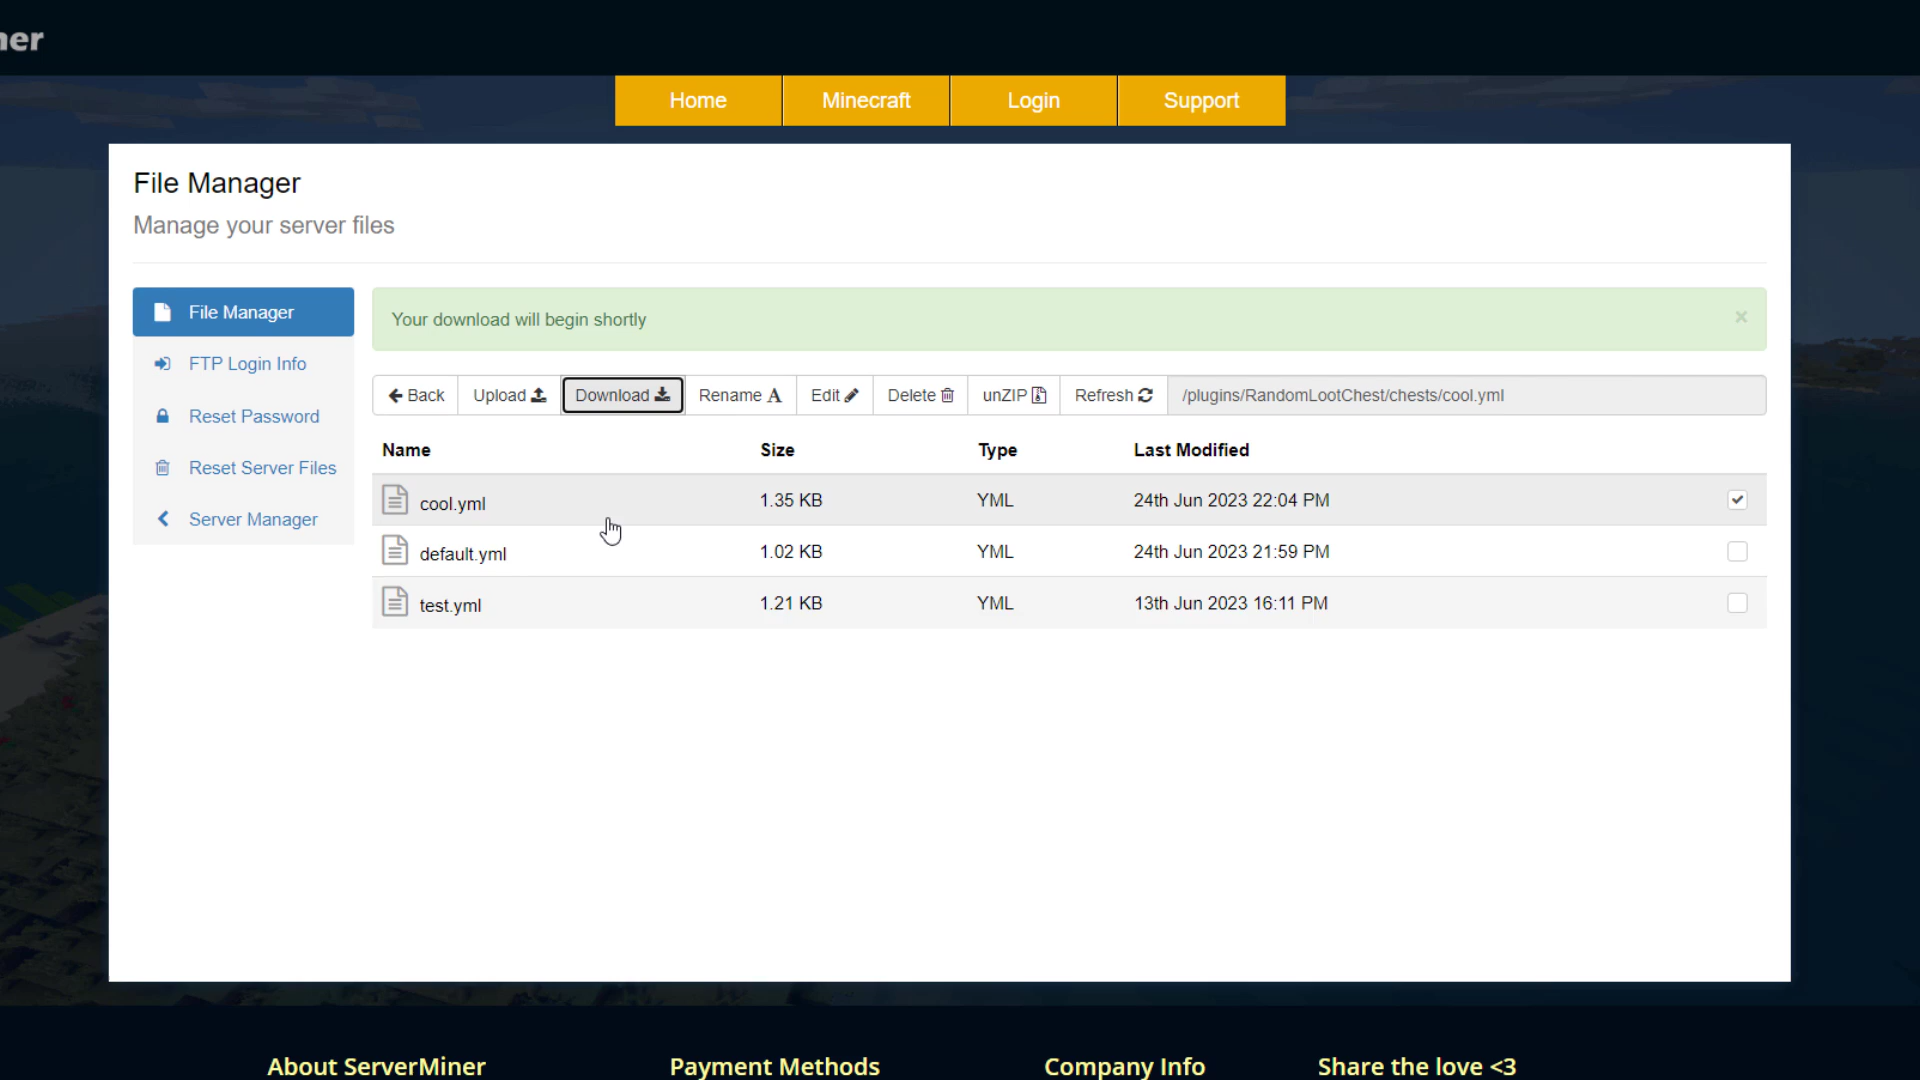 ner
Home Minecraft Login Support
File Manager
Manage your server files
File Manager
FTP Login Info
Reset Password
Reset Server Files
Server Manager
Your download will begin shortly ×
Back Upload Download Rename A Edit Delete unZIP Refresh /plugins/RandomLootChest/chests/cool.yml
Name Size Type Last Modified
cool.yml 1.35 KB YML 24th Jun 2023 22:04 PM
default.yml 1.02 KB YML 24th Jun 2023 21:59 PM
test.yml 1.21 KB YML 13th Jun 2023 16:11 PM
About ServerMiner Payment Methods Company Info Share the love <3